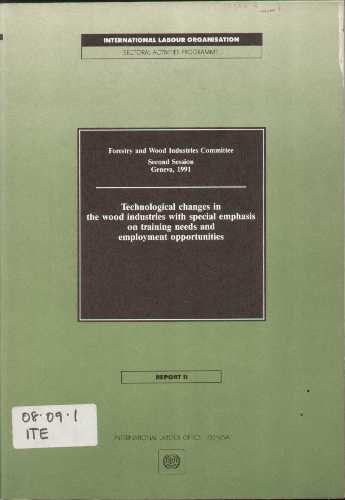 INTERNATIONAL LABOUR ORGANISATION
SECTORAL ACTIVITIES PROGRAMME
Forestry and Wood Industries Committee
Second Session
Geneva, 1991
Technological changes in
the wood industries with special emphasis
on training needs and
employment opportunities
REPORT II
08·09·1
ITE
INTERNATIONAL LABOUR OFFICE GENEVA